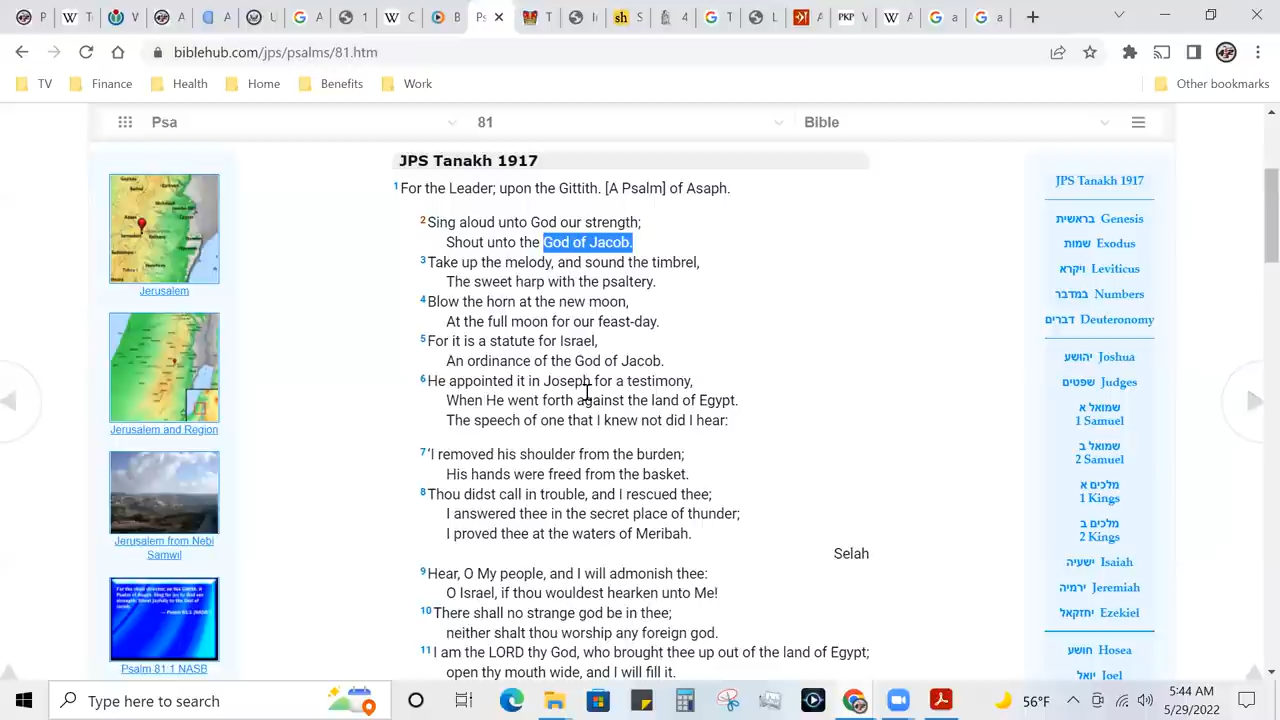 P
W
T
U
G
1
W
JPS
Ps
T
Ic
sh
S
4
G T
L
A
PKP
V
W
G a
G a
biblehub.com/jps/psalms/81.htm
TV
Finance
Health
Home
Benefits
Work
Other bookmarks
Psa
81
Bible
JPS Tanakh 1917
1 For the Leader; upon the Gittith. [A Psalm] of Asaph.
2 Sing aloud unto God our strength;
Shout unto the God of Jacob.
3 Take up the melody, and sound the timbrel,
The sweet harp with the psaltery.
4 Blow the horn at the new moon,
At the full moon for our feast-day.
5 For it is a statute for Israel,
An ordinance of the God of Jacob.
6 He appointed it in Joseph for a testimony,
When He went forth against the land of Egypt.
The speech of one that I knew not did I hear:
7 ‘I removed his shoulder from the burden;
His hands were freed from the basket.
8 Thou didst call in trouble, and I rescued thee;
I answered thee in the secret place of thunder;
I proved thee at the waters of Meribah.
Selah
9 Hear, O My people, and I will admonish thee:
O Israel, if thou wouldest hearken unto Me!
10 There shall no strange god be in thee;
neither shalt thou worship any foreign god.
11 I am the LORD thy God, who brought thee up out of the land of Egypt;
open thy mouth wide, and I will fill it.
Jerusalem
Jerusalem and Region
Jerusalem from Nebi
Samwil
Psalm 81:1 NASB
JPS Tanakh 1917
בראשית Genesis
שמות Exodus
ויקרא Leviticus
במדבר Numbers
דברים Deuteronomy
יהושע Joshua
שפטים Judges
שמואל א
1 Samuel
שמואל ב
2 Samuel
מלכים א
1 Kings
מלכים ב
2 Kings
ישעיה Isaiah
ירמיה Jeremiah
יחזקאל Ezekiel
הושע Hosea
יואל Joel
Type here to search
56°F
5:44 AM
5/29/2022